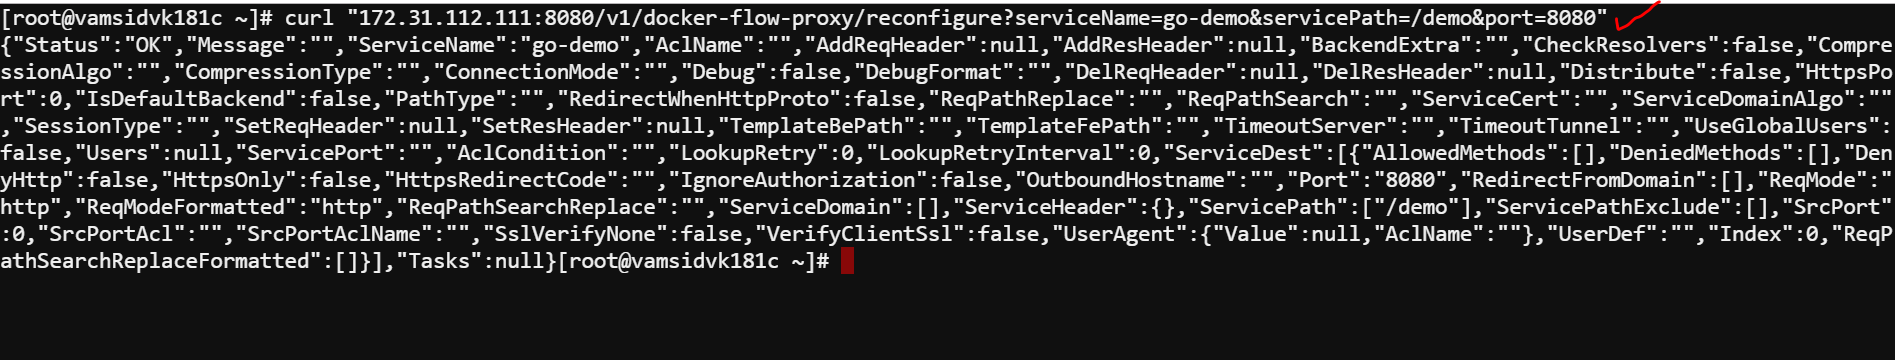 [root@vamsidvk181c ~]# curl "172.31.112.111:8080/v1/docker-flow-proxy/reconfigure?serviceName=go-demo&servicePath=/demo&port=8080"
{"Status":"OK","Message":"","ServiceName":"go-demo","AclName":"","AddReqHeader":null,"AddResHeader":null,"BackendExtra":"","CheckResolvers":false,"Compre
ssionAlgo":"","CompressionType":"","ConnectionMode":"","Debug":false,"DebugFormat":"","DelReqHeader":null,"DelResHeader":null,"Distribute":false,"HttpsPo
rt":0,"IsDefaultBackend":false,"PathType":"","RedirectWhenHttpProto":false,"ReqPathReplace":"","ReqPathSearch":"","ServiceCert":"","ServiceDomainAlgo":""
,"SessionType":"","SetReqHeader":null,"SetResHeader":null,"TemplateBePath":"","TemplateFePath":"","TimeoutServer":"","TimeoutTunnel":"","UseGlobalUsers":
false,"Users":null,"ServicePort":"","AclCondition":"","LookupRetry":0,"LookupRetryInterval":0,"ServiceDest":[{"AllowedMethods":[],"DeniedMethods":[],"Den
yHttp":false,"HttpsOnly":false,"HttpsRedirectCode":"","IgnoreAuthorization":false,"OutboundHostname":"","Port":"8080","RedirectFromDomain":[],"ReqMode":"
http","ReqModeFormatted":"http","ReqPathSearchReplace":"","ServiceDomain":[],"ServiceHeader":{},"ServicePath":["/demo"],"ServicePathExclude":[],"SrcPort"
:0,"SrcPortAcl":"","SrcPortAclName":"","SslVerifyNone":false,"VerifyClientSsl":false,"UserAgent":{"Value":null,"AclName":""},"UserDef":"","Index":0,"ReqP
athSearchReplaceFormatted":[]}],"Tasks":null}[root@vamsidvk181c ~]#